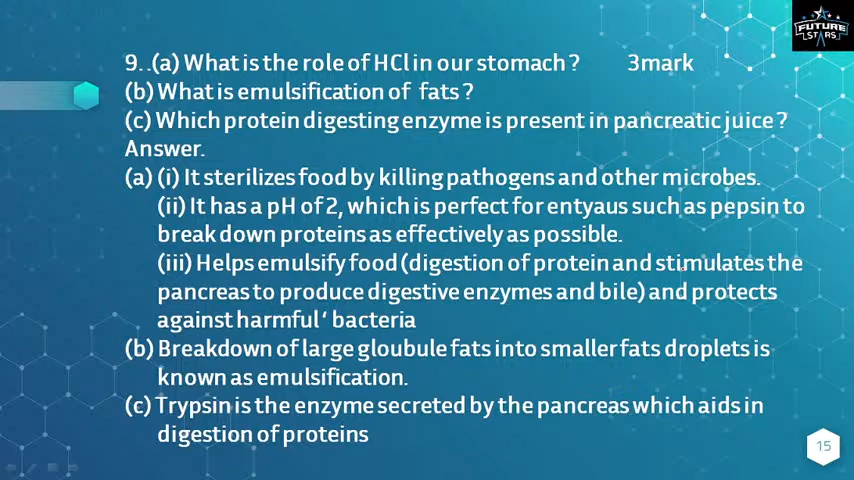 FUTURE
STARS
9. .(a) What is the role of HCl in our stomach ? 3mark
(b) What is emulsification of fats ?
(c) Which protein digesting enzyme is present in pancreatic juice ?
Answer.
(a) (i) It sterilizes food by killing pathogens and other microbes.
(ii) It has a pH of 2, which is perfect for entyaus such as pepsin to
break down proteins as effectively as possible.
(iii) Helps emulsify food (digestion of protein and stimulates the
pancreas to produce digestive enzymes and bile) and protects
against harmful ‘ bacteria
(b) Breakdown of large gloubule fats into smaller fats droplets is
known as emulsification.
(c) Trypsin is the enzyme secreted by the pancreas which aids in
digestion of proteins
15